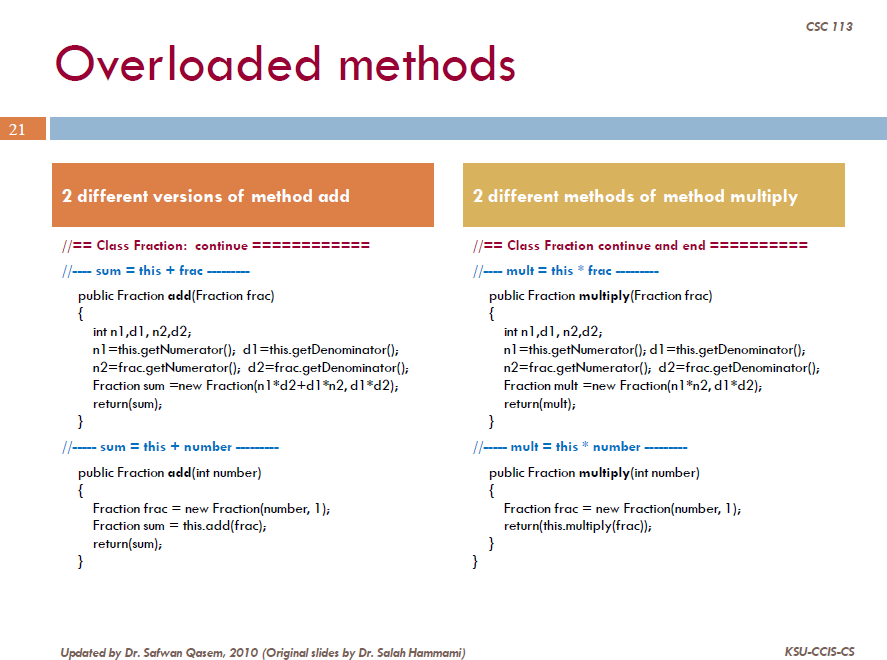 CSC 113
Overloaded methods
21
2 different versions of method add
//== Class Fraction:  continue ============
//---- sum = this + frac ---------
public Fraction add(Fraction frac)
{
int n1,d1, n2,d2;
n1=this.getNumerator();  d1=this.getDenominator();
n2=frac.getNumerator();  d2=frac.getDenominator();
Fraction sum =new Fraction(n1*d2+d1*n2, d1*d2);
return(sum);
}
//----- sum = this + number ---------
public Fraction add(int number)
{
Fraction frac = new Fraction(number, 1);
Fraction sum = this.add(frac);
return(sum);
}
2 different methods of method multiply
//== Class Fraction continue and end ==========
//---- mult = this * frac ---------
public Fraction multiply(Fraction frac)
{
int n1,d1, n2,d2;
n1=this.getNumerator(); d1=this.getDenominator();
n2=frac.getNumerator();  d2=frac.getDenominator();
Fraction mult =new Fraction(n1*n2, d1*d2);
return(mult);
}
//----- mult = this * number ---------
public Fraction multiply(int number)
{
Fraction frac = new Fraction(number, 1);
return(this.multiply(frac));
}
}
Updated by Dr. Safwan Qasem, 2010 (Original slides by Dr. Salah Hammami)
KSU-CCIS-CS